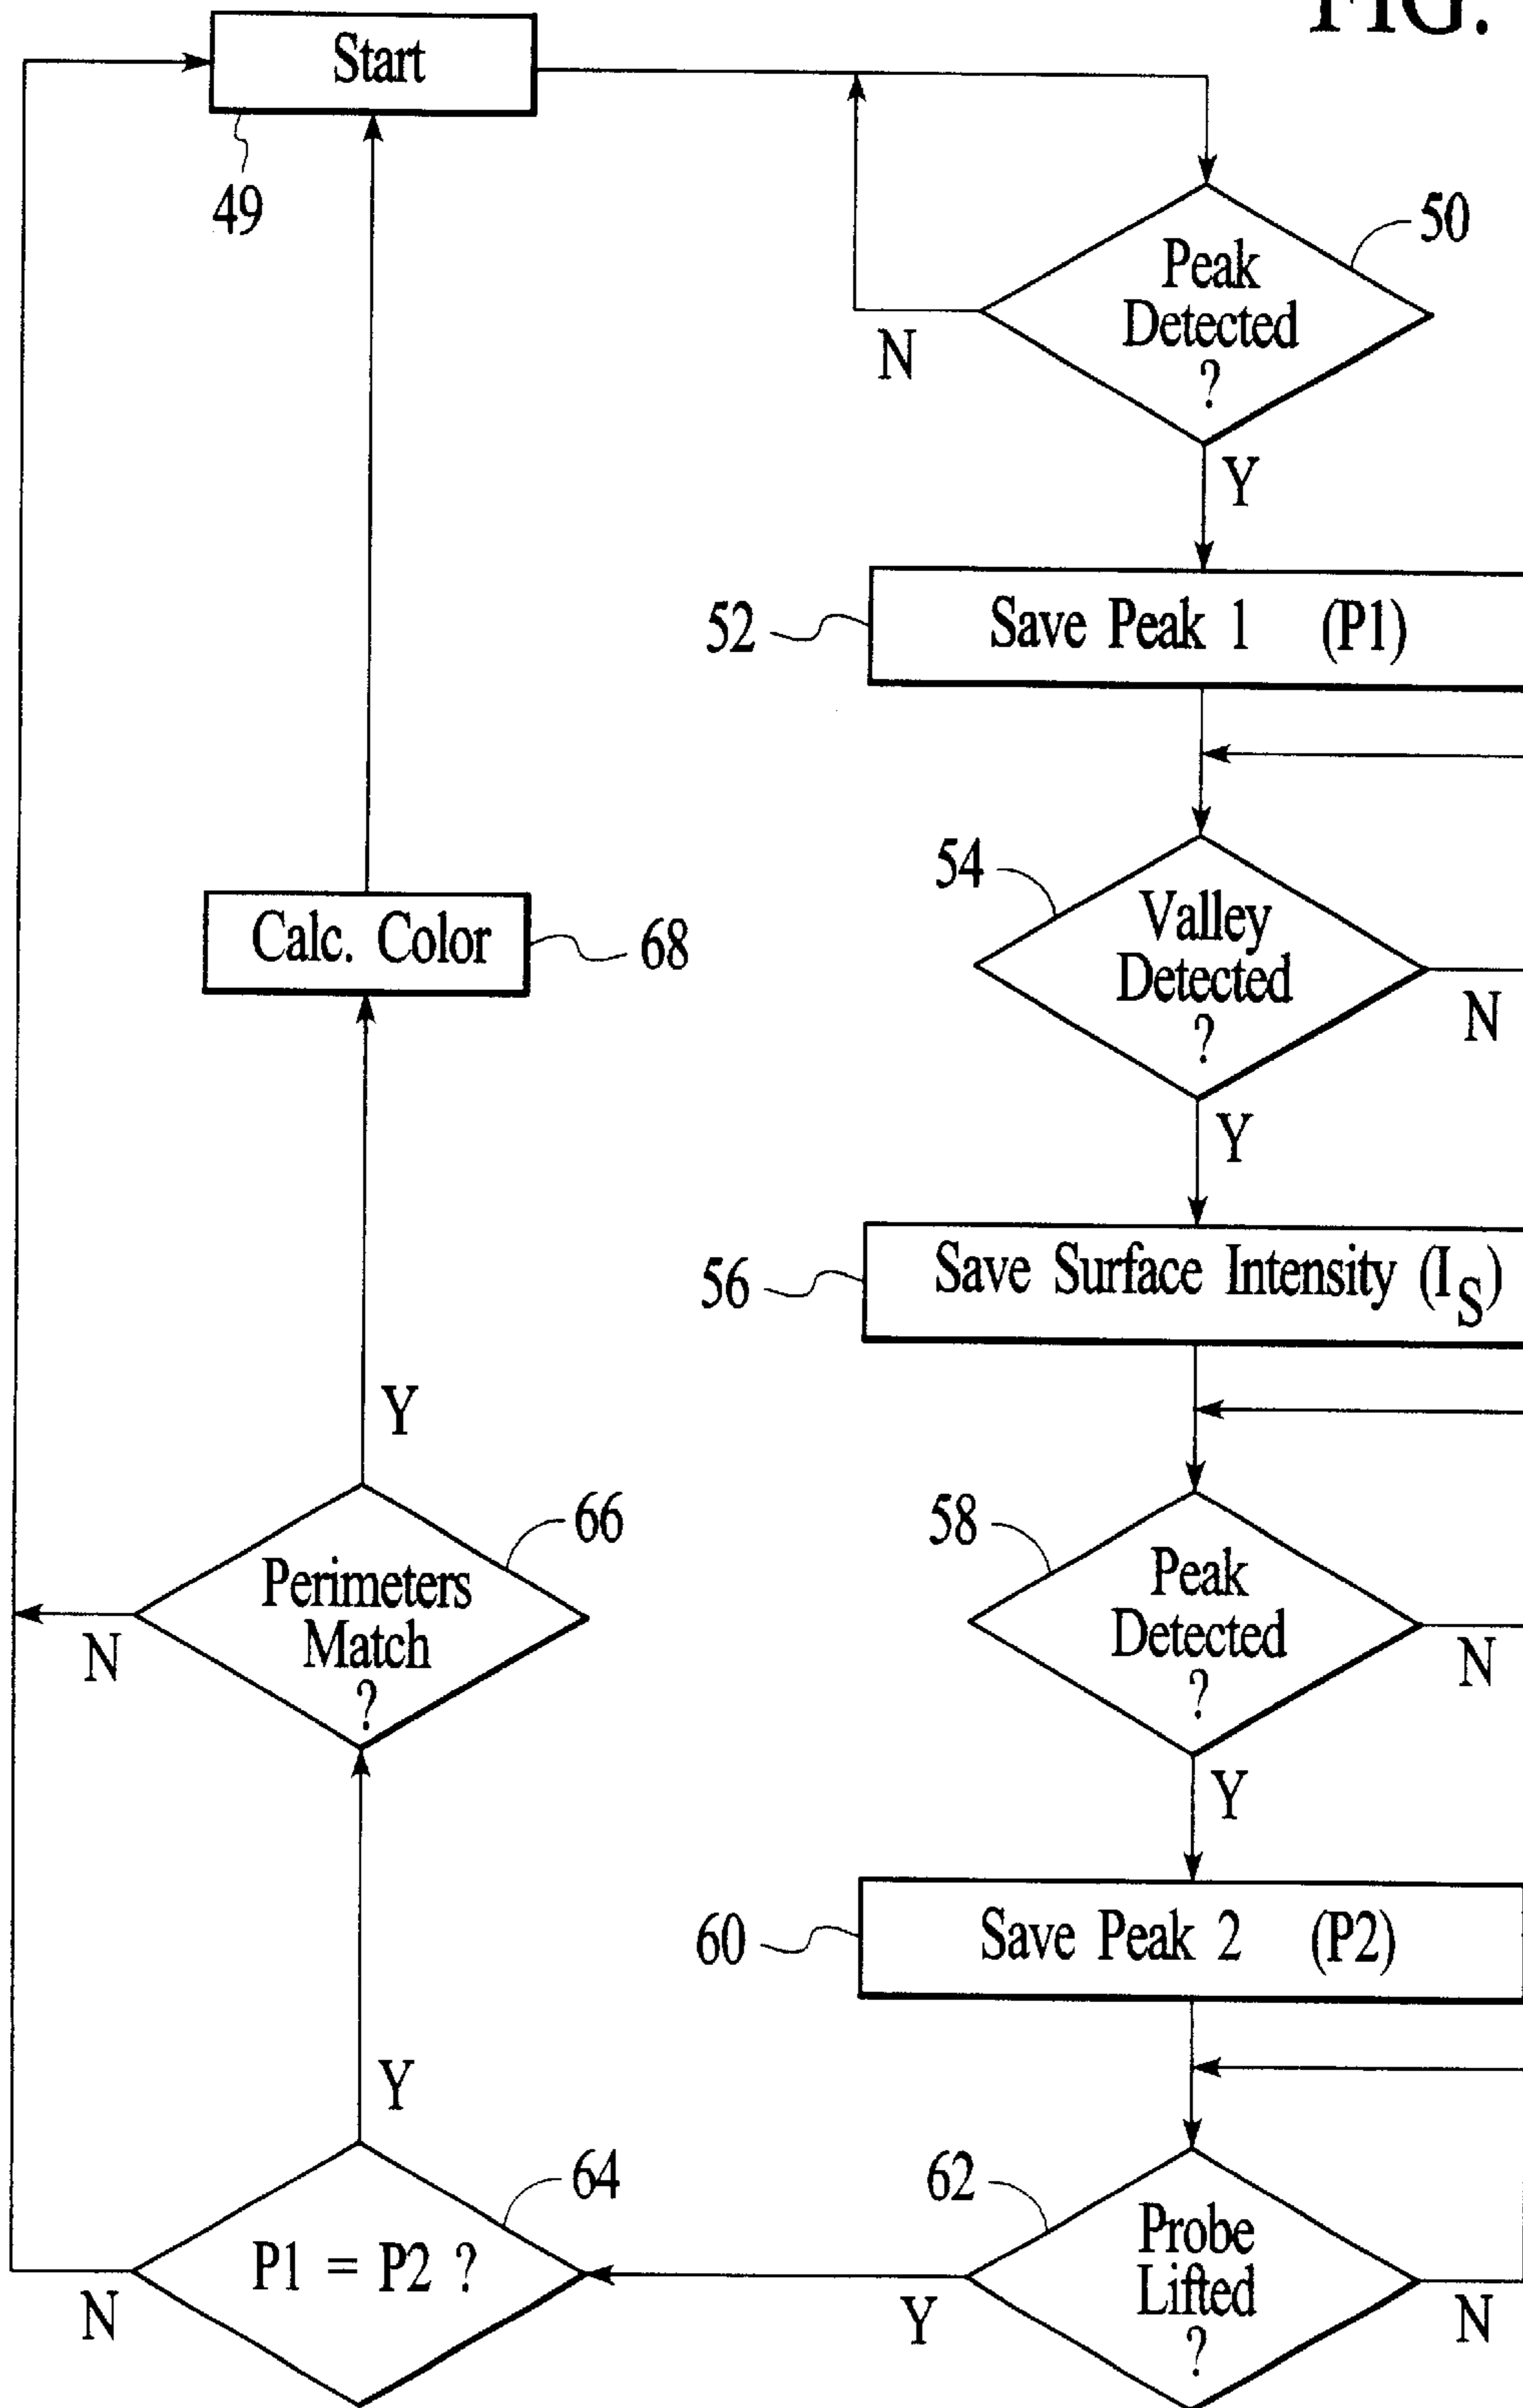 FIG.
Start
49
Peak
Detected
?
50
N
Y
52
Save Peak 1 (P1)
54
Valley
Detected
?
N
Y
56
Save Surface Intensity (IS)
58
Peak
Detected
?
N
Y
60
Save Peak 2 (P2)
62
Probe
Lifted
?
N
Y
64
P1 = P2 ?
N
Y
66
Perimeters
Match
?
N
Y
Calc. Color
68